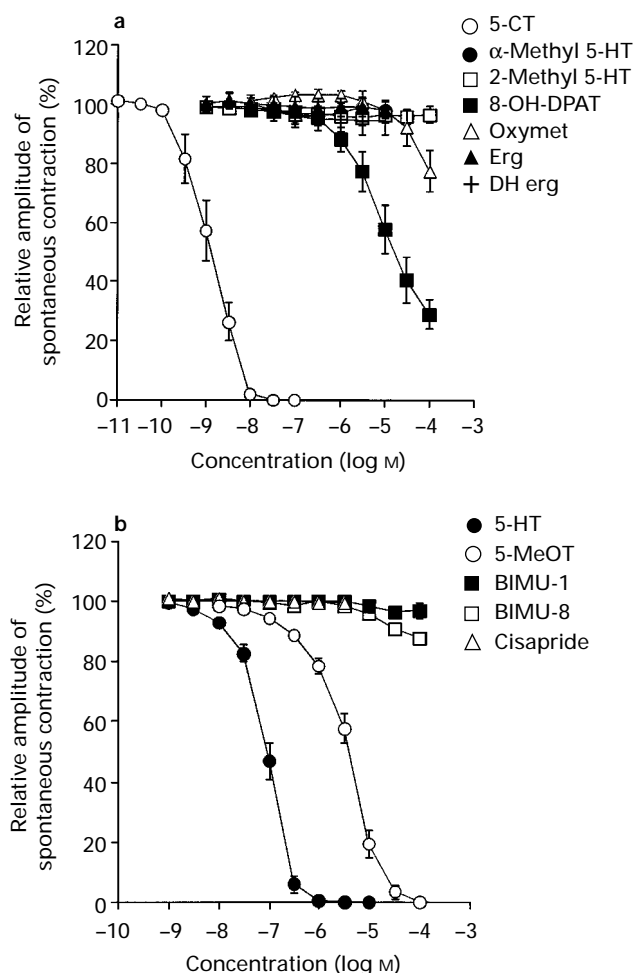 a
5-CT
α-Methyl 5-HT
2-Methyl 5-HT
8-OH-DPAT
Oxymet
Erg
DH erg
Relative amplitude of
spontaneous contraction (%)
120
100
80
60
40
20
0
–11 –10 –9 –8 –7 –6 –5 –4 –3
Concentration (log M)
b
5-HT
5-MeOT
BIMU-1
BIMU-8
Cisapride
Relative amplitude of
spontaneous contraction (%)
120
100
80
60
40
20
0
–10 –9 –8 –7 –6 –5 –4 –3
Concentration (log M)